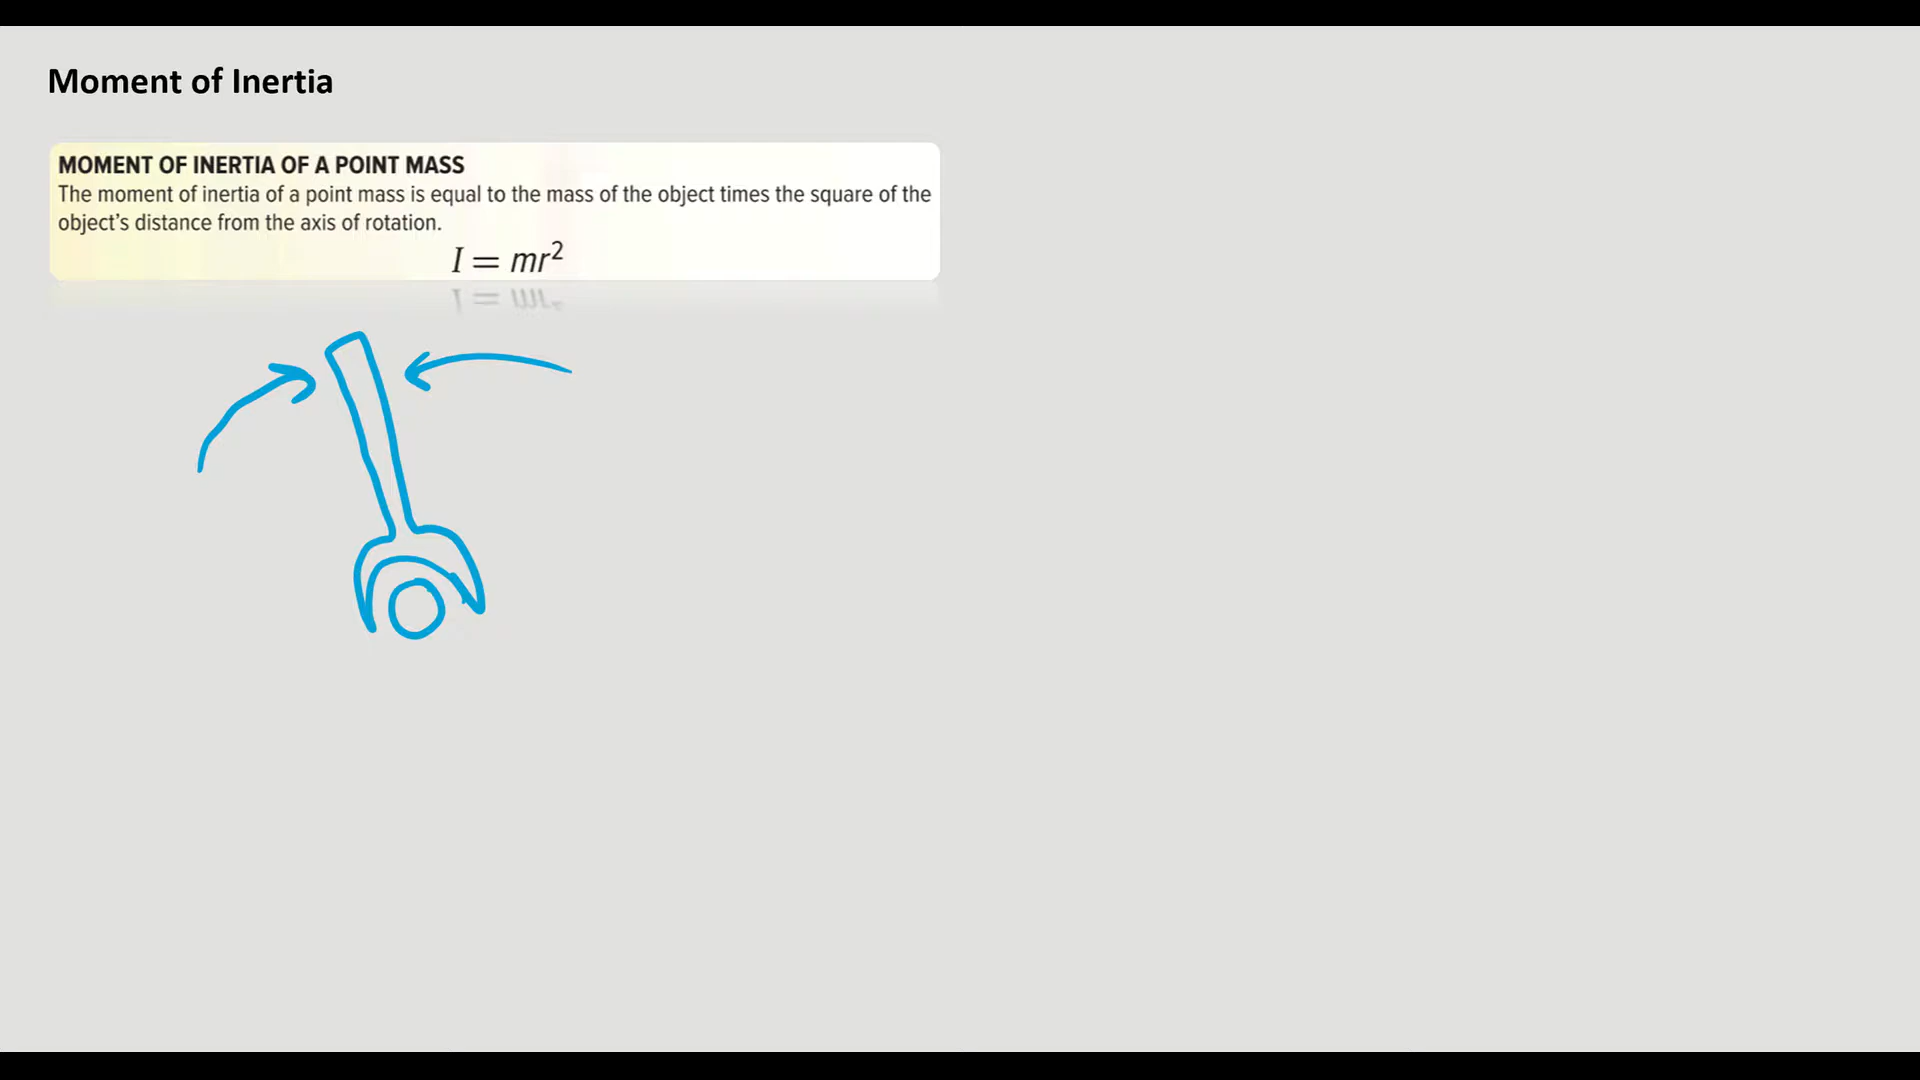 Moment of Inertia
MOMENT OF INERTIA OF A POINT MASS
The moment of inertia of a point mass is equal to the mass of the object times the square of the
object’s distance from the axis of rotation.
I = mr²